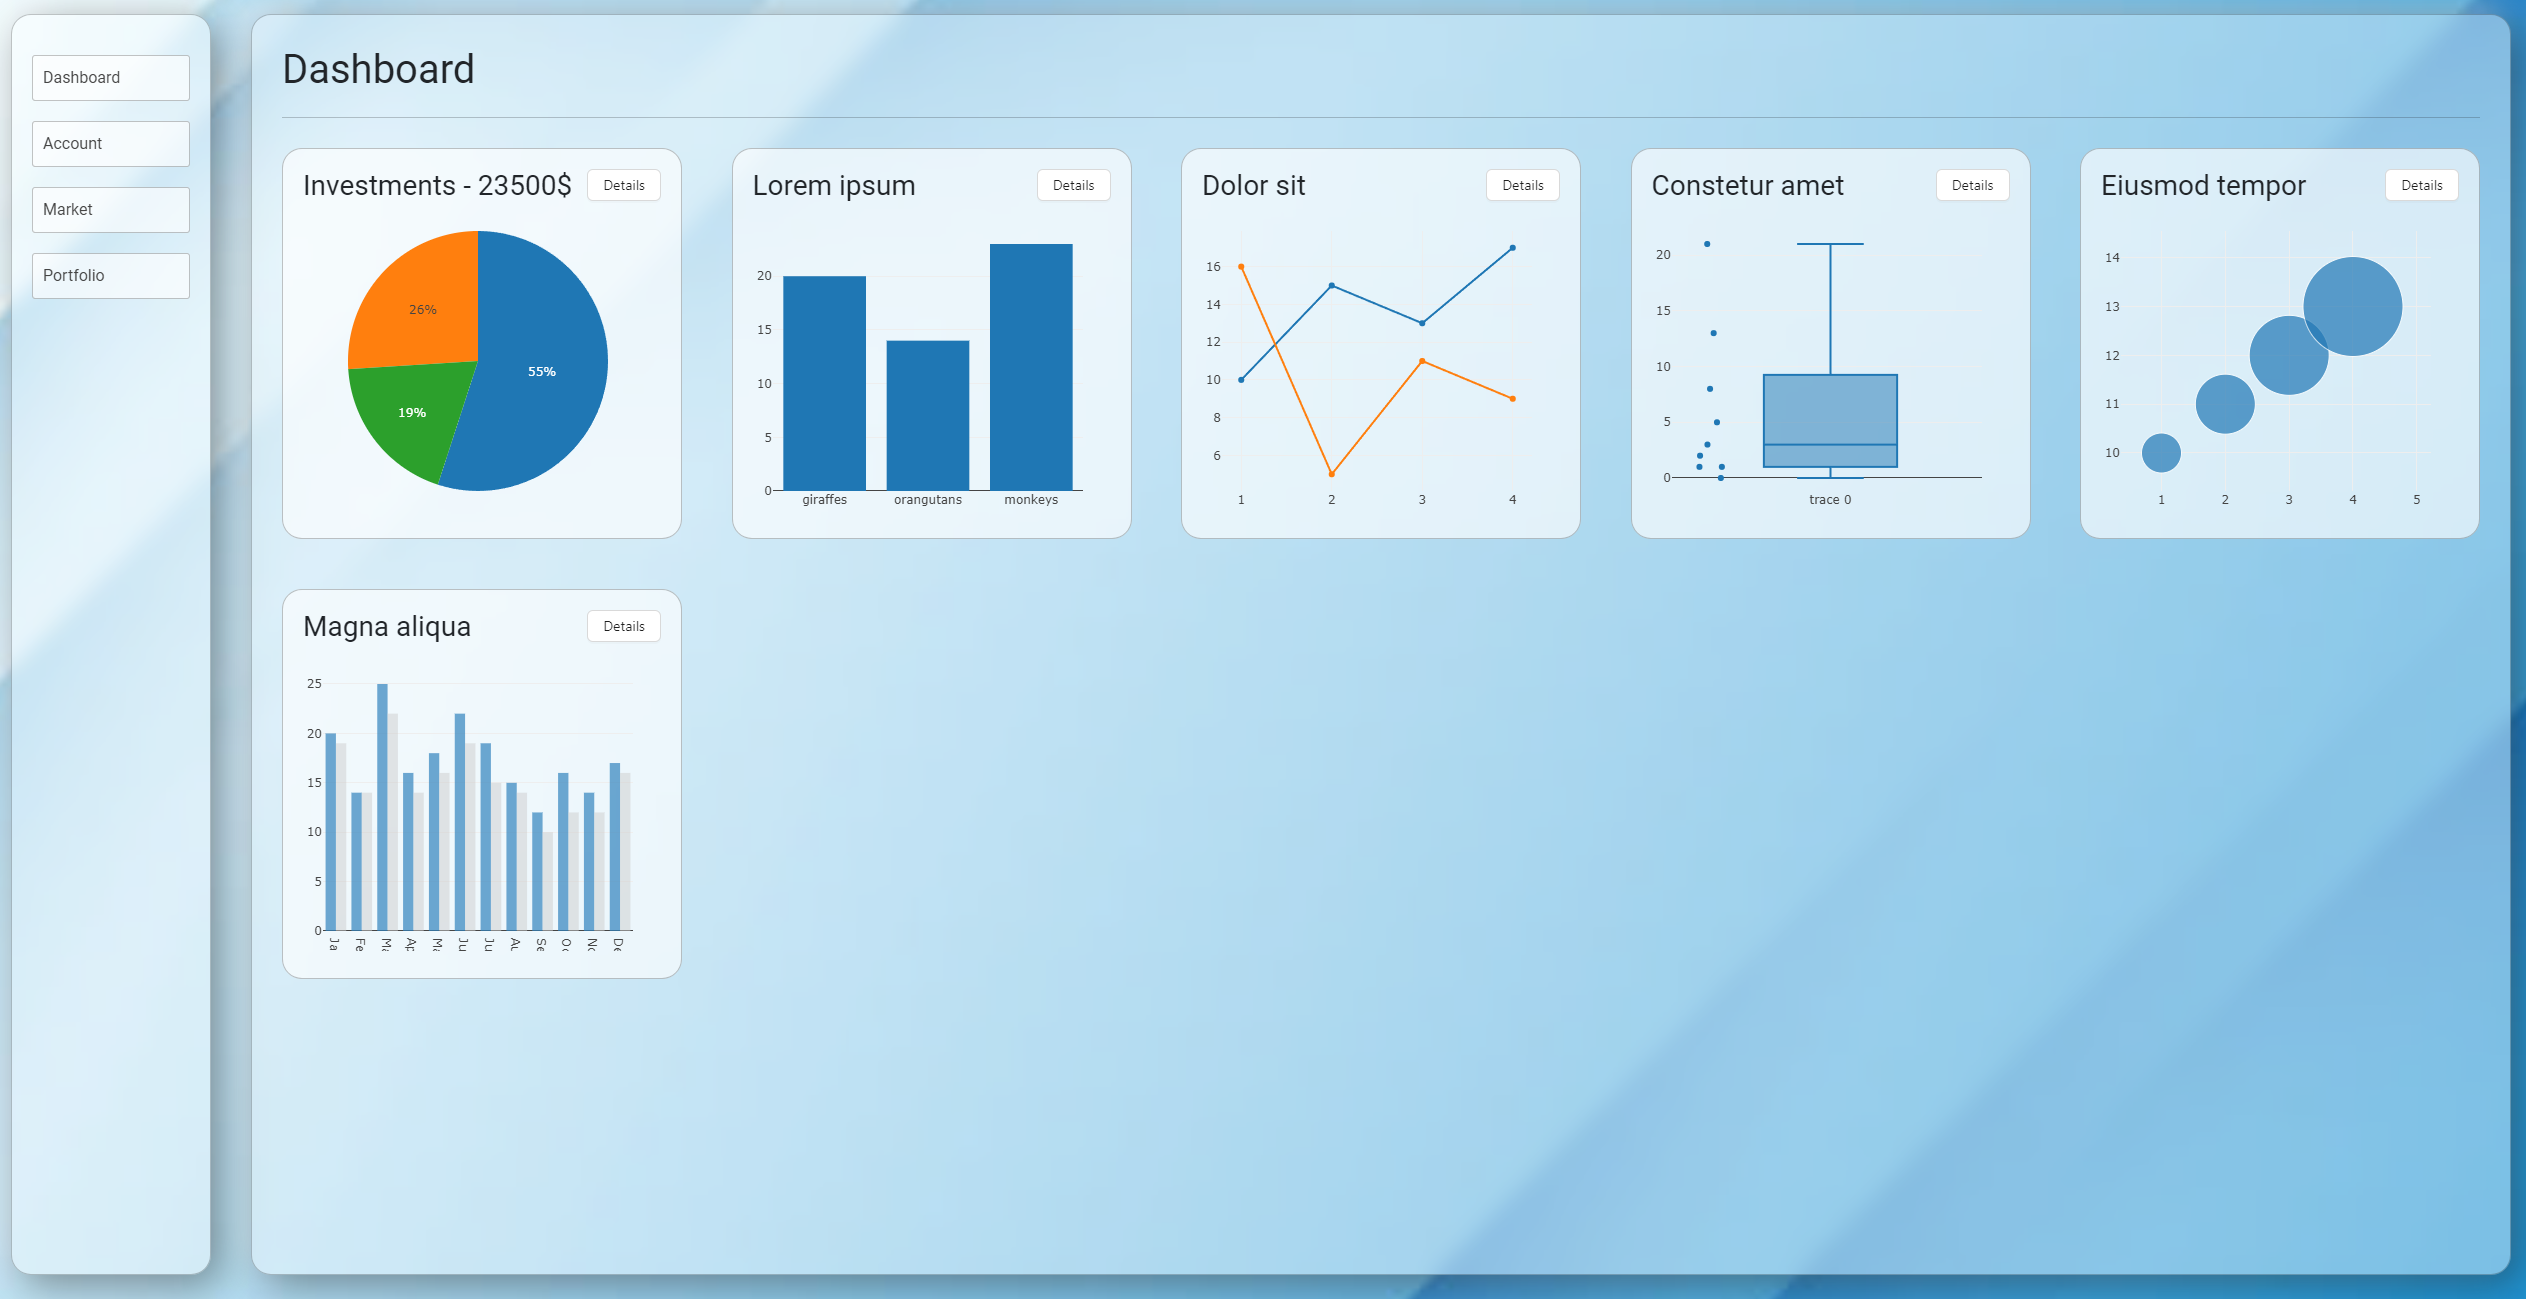 Dashboard
Account
Market
Portfolio
Dashboard
Investments - 23500$ Details
26%
55%
19%
Lorem ipsum Details
20
15
10
5
0
giraffes orangutans monkeys
Dolor sit Details
16
14
12
10
8
6
1 2 3 4
Constetur amet Details
20
15
10
5
0
trace 0
Eiusmod tempor Details
14
13
12
11
10
1 2 3 4 5
Magna aliqua Details
25
20
15
10
5
0
Ja Fe Ma Ap Ma Ju Ju Au Se Oc No De